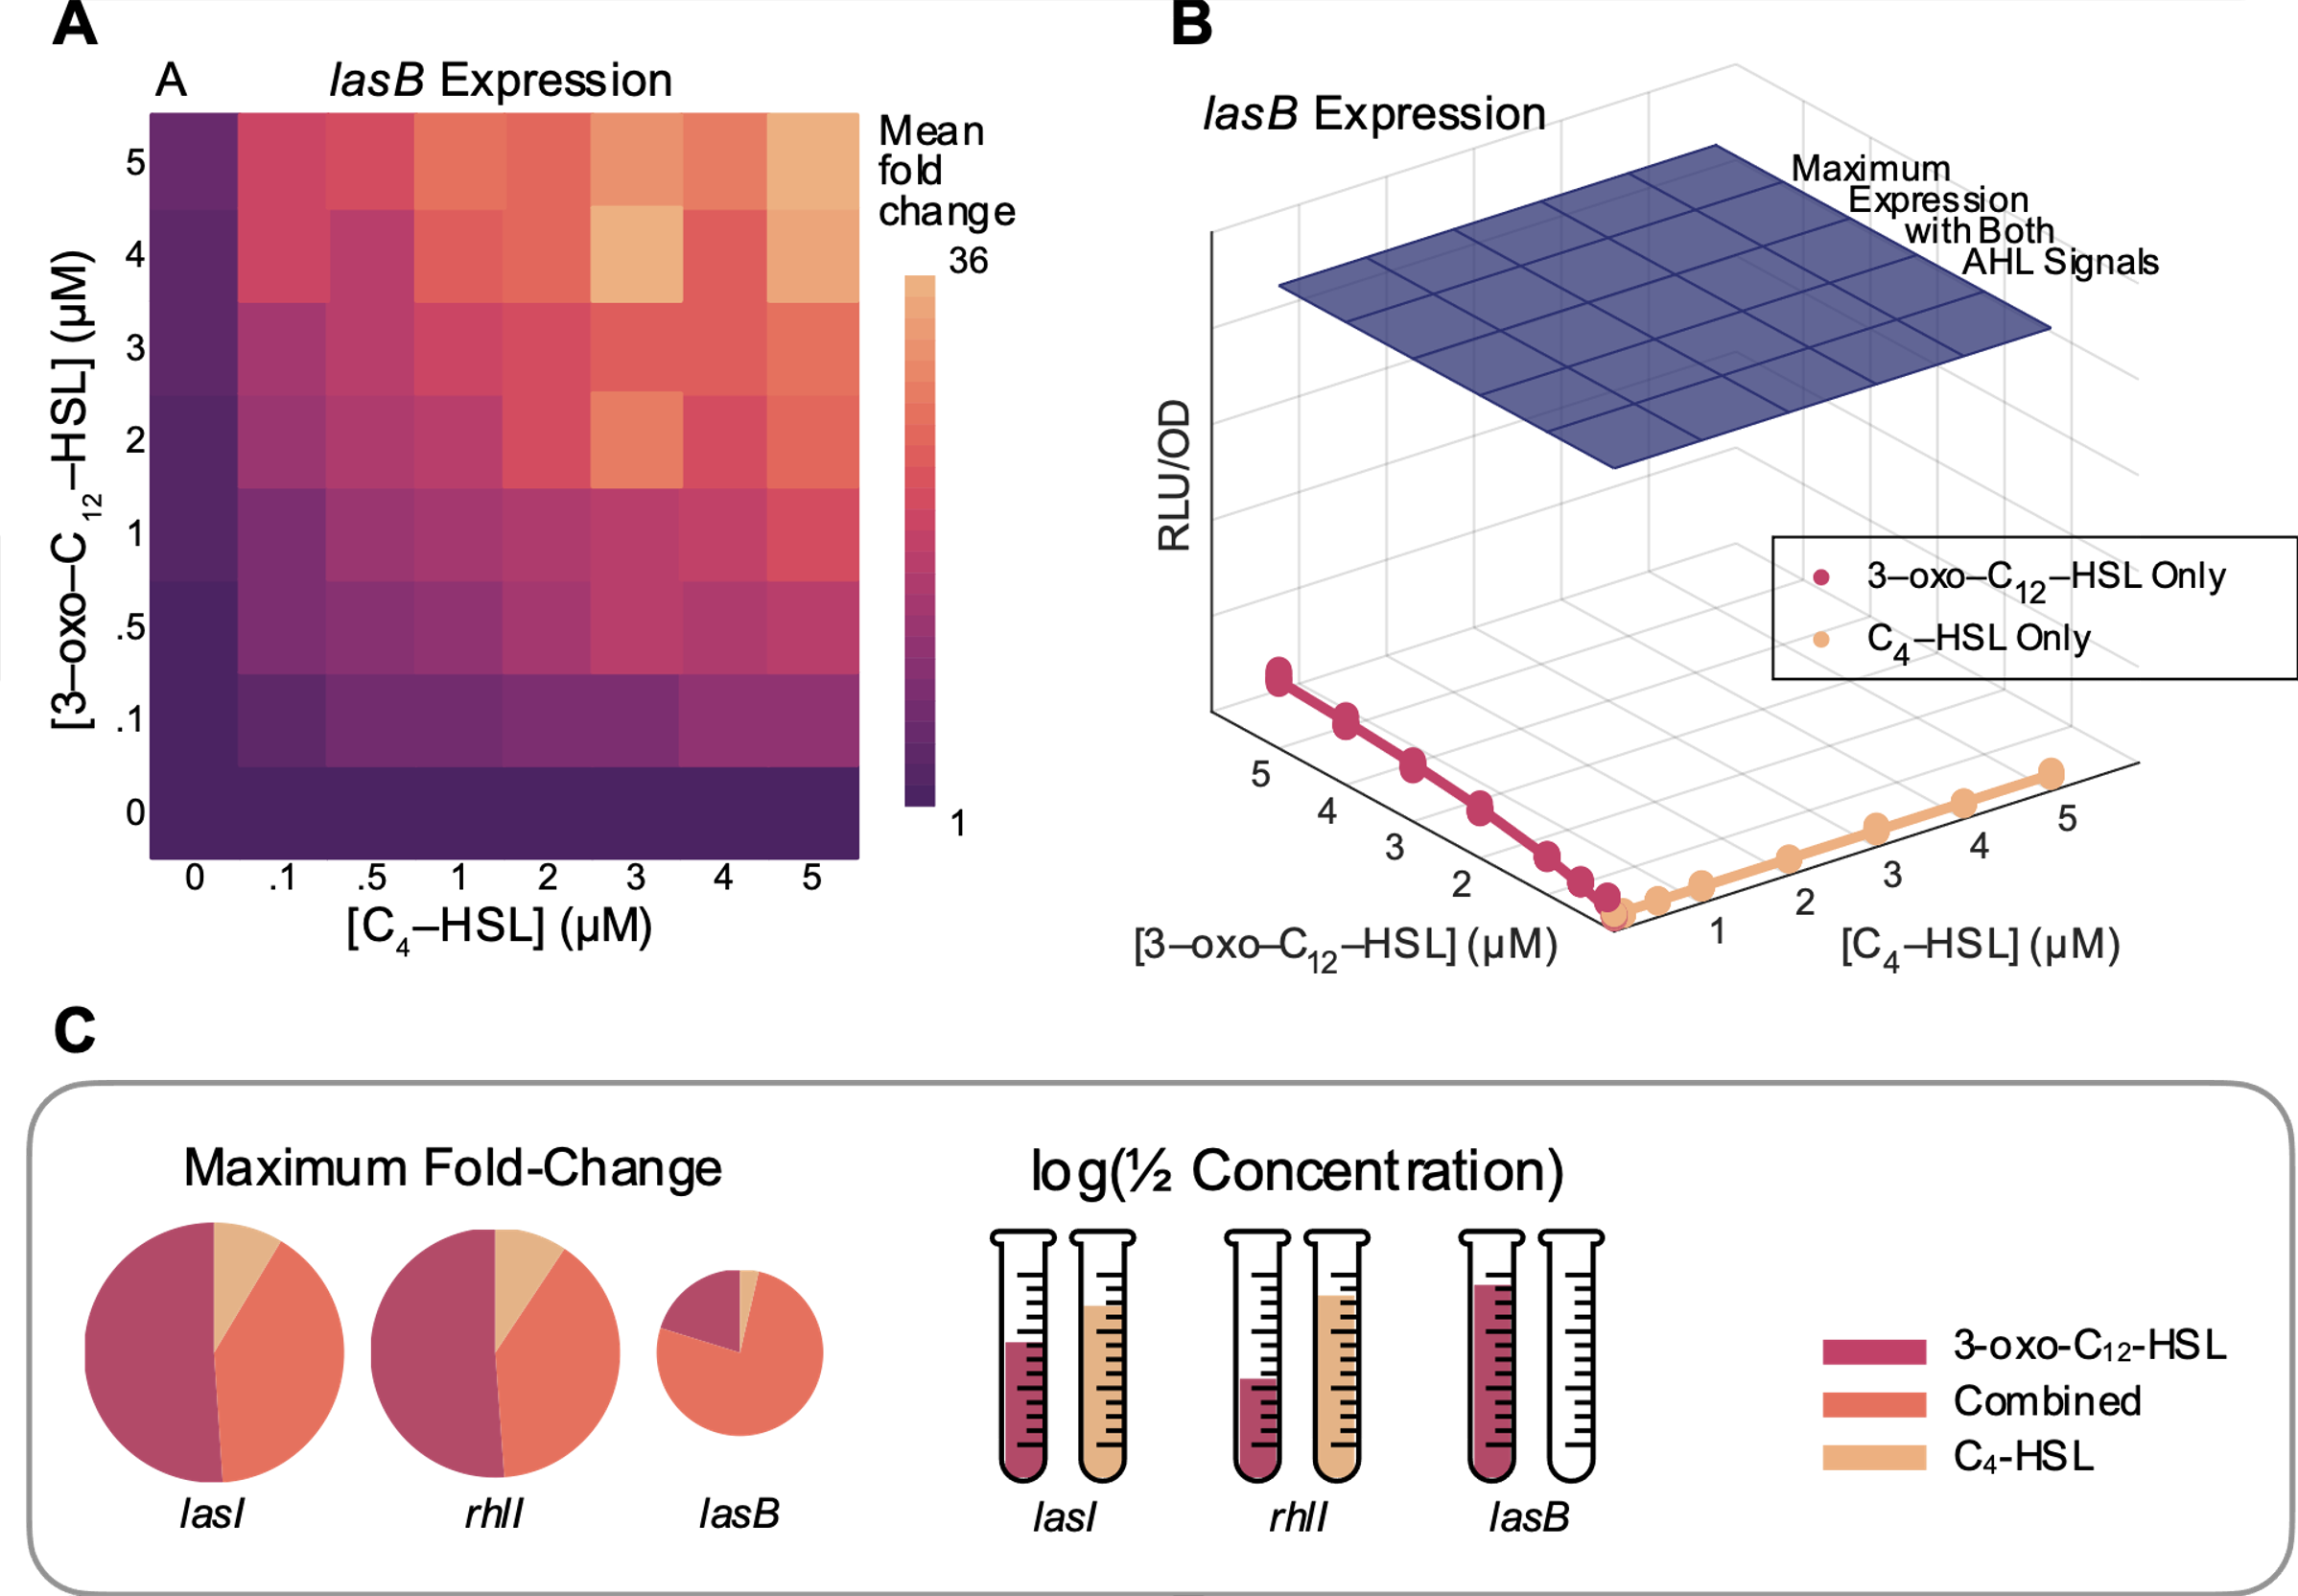 A
A lasB Expression
Mean
fold
change
36
1
5
4
3
2
1
.5
.1
0
[3–oxo–C12–HSL] (µM)
0 .1 .5 1 2 3 4 5
[C4–HSL] (µM)
B
lasB Expression
Maximum
Expression
with Both
AHL Signals
RLU/OD
3–oxo–C12–HSL Only
C4–HSL Only
5 4 3 2
1 2 3 4 5
[3–oxo–C12–HSL] (µM)
[C4–HSL] (µM)
C
Maximum Fold-Change
lasI rhlI lasB
log(½ Concentration)
lasI rhlI lasB
3-oxo-C12-HSL
Combined
C4-HSL